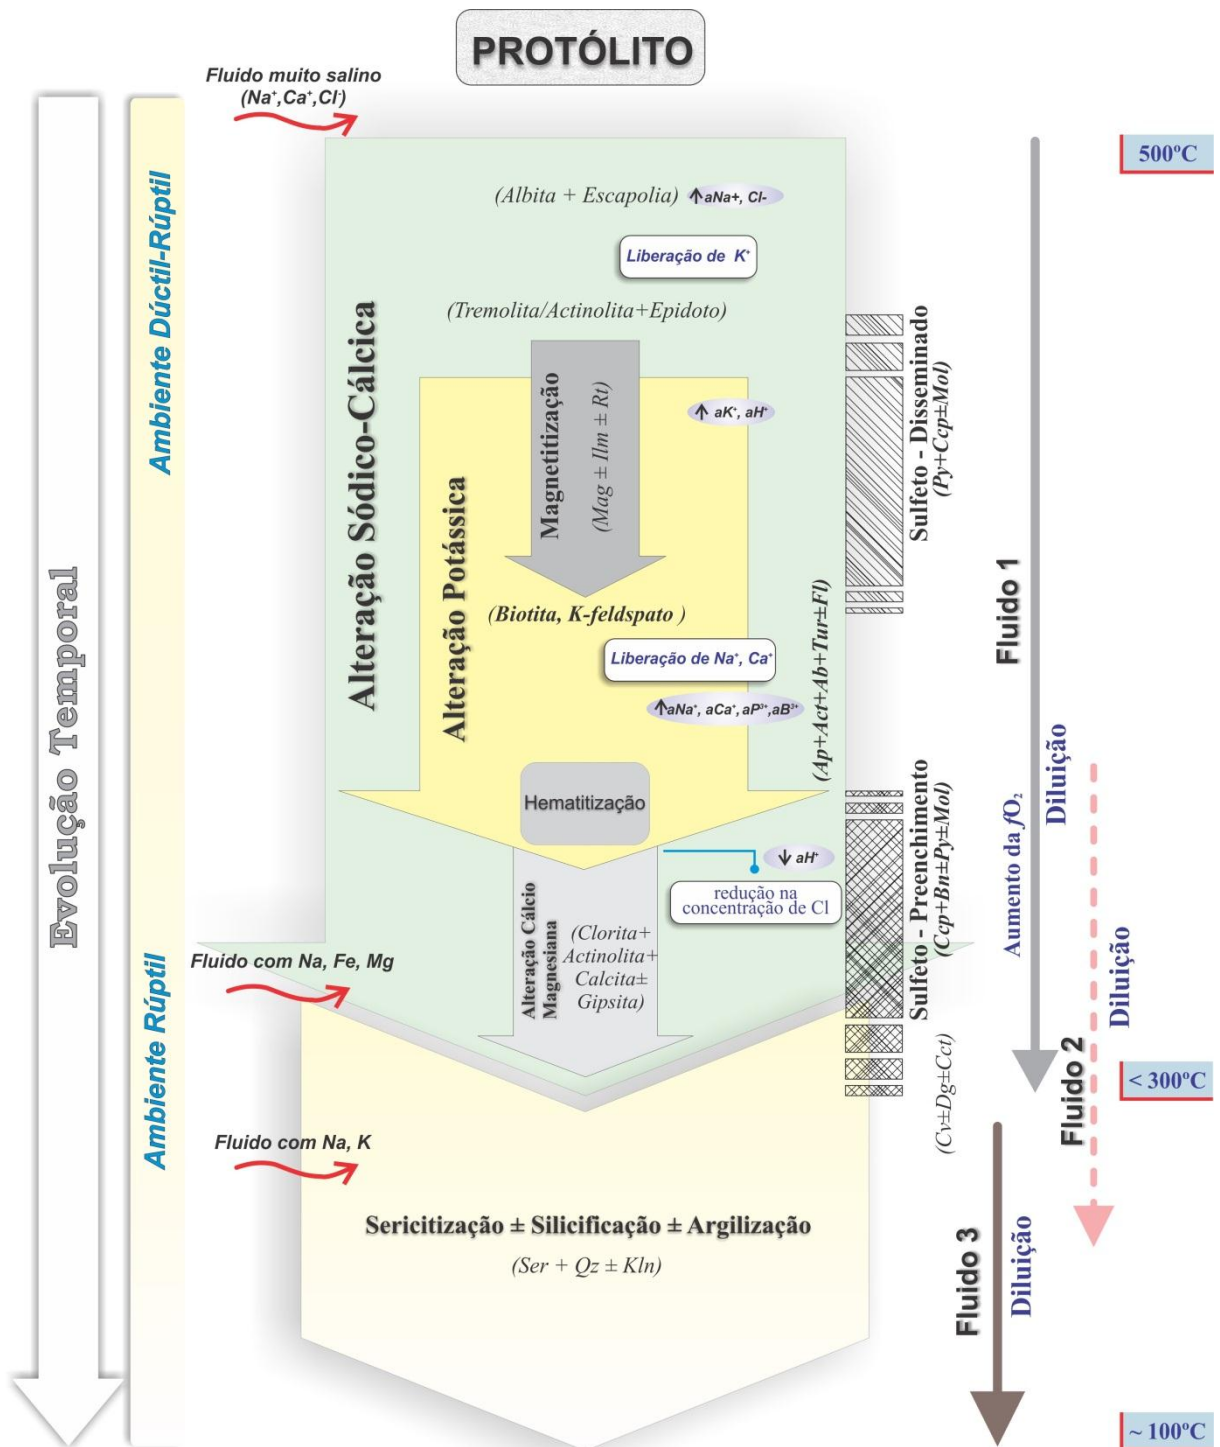 PROTÓLITO
Fluido muito salino
(Na⁺,Ca⁺,Cl⁻)
500ºC
Ambiente Dúctil-Rúptil
(Albita + Escapolia)
↑aNa+, Cl-
Liberação de K⁺
(Tremolita/Actinolita+Epidoto)
Alteração Sódico-Cálcica
Magnetitização
(Mag ± Ilm ± Rt)
↑ aK⁺, aH⁺
Sulfeto - Disseminado
(Py+Ccp±Mol)
Alteração Potássica
Fluido 1
(Biotita, K-feldspato )
Liberação de Na⁺, Ca⁺
↑aNa⁺, aCa⁺, aP³⁺,aB³⁺
(Ap+Act+Ab+Tur±Fl)
Evolução Temporal
Hematitização
Diluição
Aumento da fO₂
↓ aH⁺
redução na
concentração de Cl
Sulfeto - Preenchimento
(Ccp+Bn±Py±Mol)
Diluição
Alteração Cálcio
Magnesiana
(Clorita+
Actinolita+
Calcita±
Gipsita)
Fluido com Na, Fe, Mg
Ambiente Rúptil
(Cv±Dg±Cct)
Fluido 2
< 300ºC
Fluido com Na, K
Sericitização ± Silicificação ± Argilização
(Ser + Qz ± Kln)
Fluido 3
Diluição
~ 100ºC